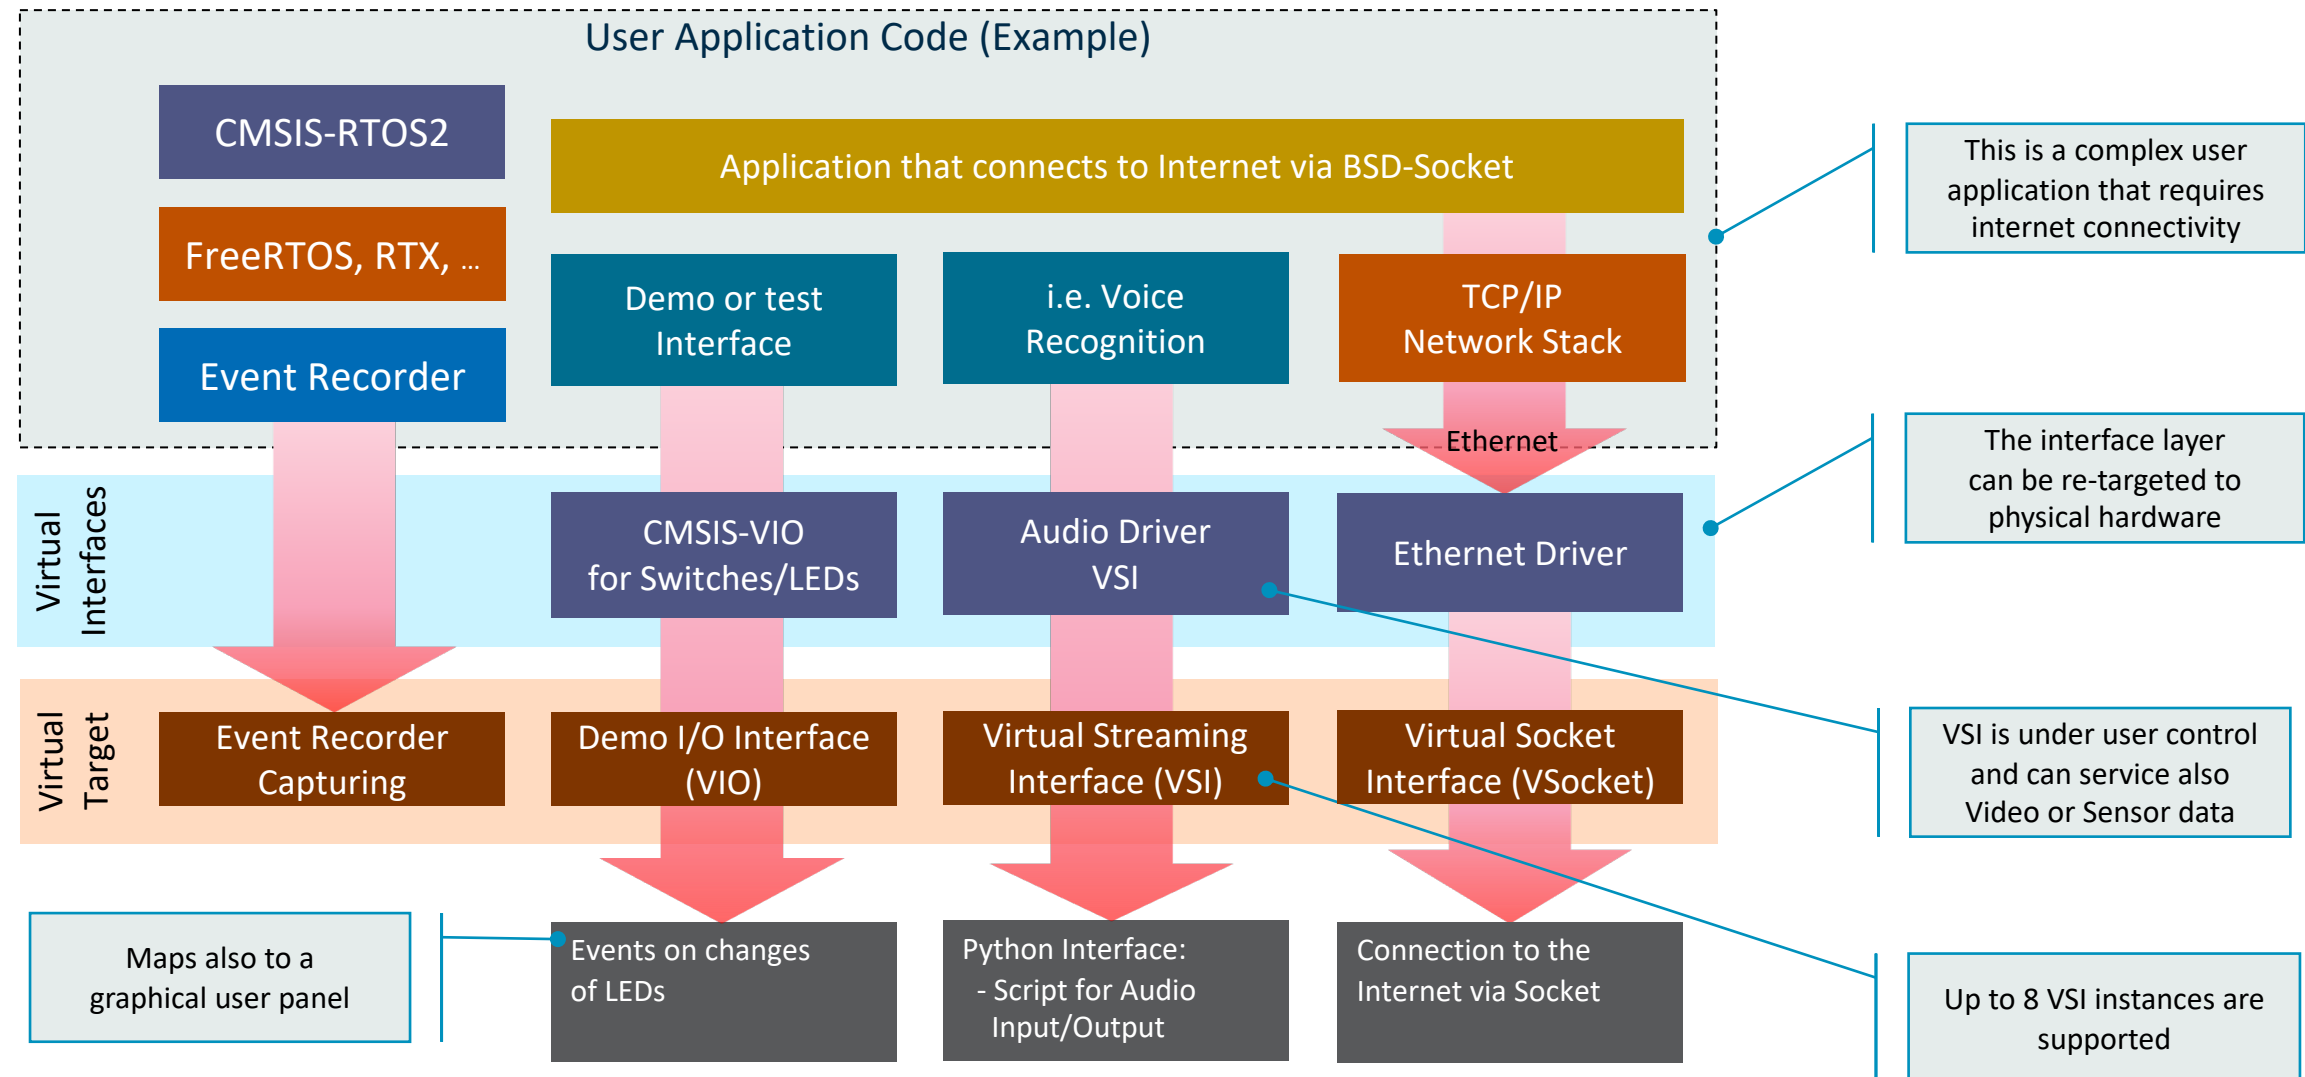 User Application Code (Example)
CMSIS-RTOS2
FreeRTOS, RTX, ...
Event Recorder
Application that connects to Internet via BSD-Socket
Demo or test
Interface
i.e. Voice
Recognition
TCP/IP
Network Stack
Ethernet
This is a complex user
application that requires
internet connectivity
Virtual
Interfaces
CMSIS-VIO
for Switches/LEDs
Audio Driver
VSI
Ethernet Driver
The interface layer
can be re-targeted to
physical hardware
Virtual
Target
Event Recorder
Capturing
Demo I/O Interface
(VIO)
Virtual Streaming
Interface (VSI)
Virtual Socket
Interface (VSocket)
VSI is under user control
and can service also
Video or Sensor data
Maps also to a
graphical user panel
Events on changes
of LEDs
Python Interface:
- Script for Audio
Input/Output
Connection to the
Internet via Socket
Up to 8 VSI instances are
supported